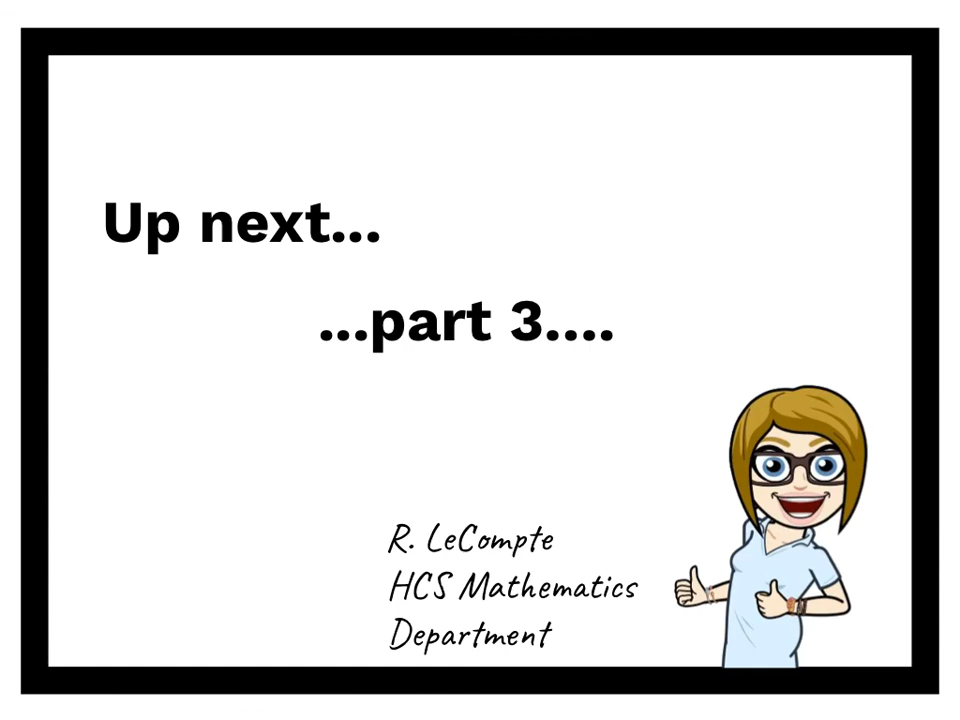 Up next...
...part 3....
R. LeCompte
HCS Mathematics
Department